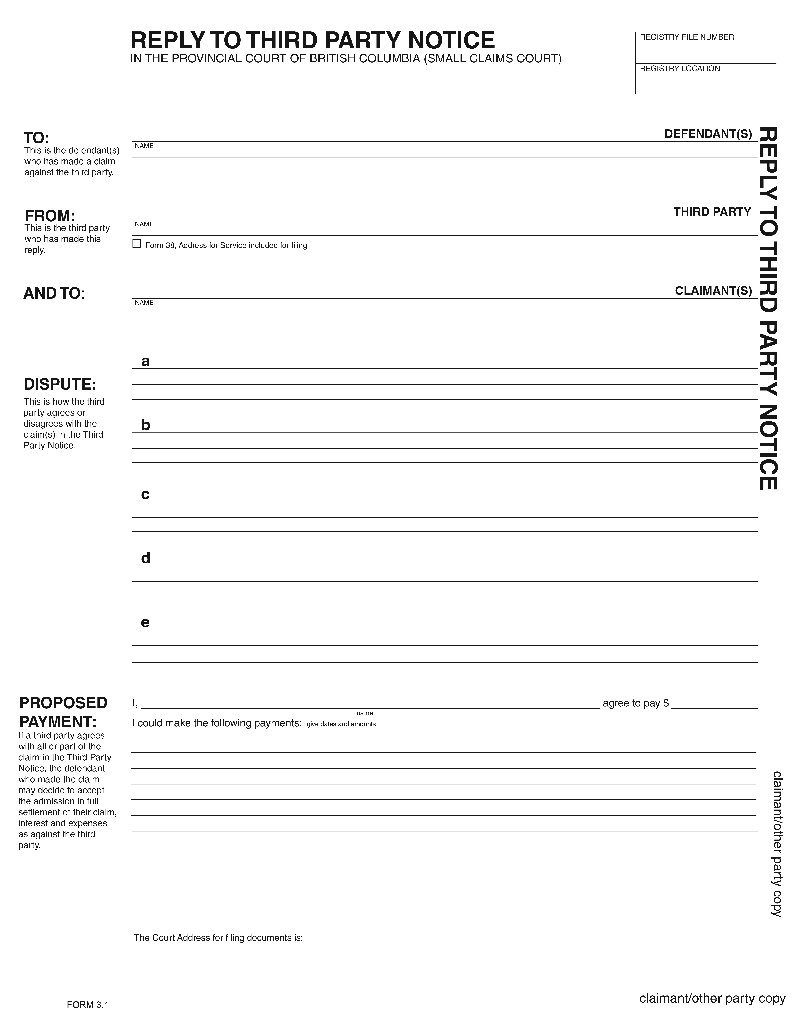 REPLY TO THIRD PARTY NOTICE
IN THE PROVINCIAL COURT OF BRITISH COLUMBIA (SMALL CLAIMS COURT)
REGISTRY FILE NUMBER
REGISTRY LOCATION
TO:
This is the defendant(s)
who has made a claim
against the third party.
DEFENDANT(S)
NAME
FROM:
This is the third party
who has made this
reply.
THIRD PARTY
NAME
Form 38, Address for Service included for filing
AND TO:
CLAIMANT(S)
NAME
DISPUTE:
This is how the third
party agrees or
disagrees with the
claim(s) in the Third
Party Notice.
a
b
c
d
e
PROPOSED
PAYMENT:
If a third party agrees
with all or part of the
claim in the Third Party
Notice, the defendant
who made the claim
may decide to accept
the admission in full
settlement of their claim,
interest and expenses
as against the third
party.
I, agree to pay $
name
I could make the following payments: give dates and amounts
The Court Address for filing documents is:
FORM 3.1
claimant/other party copy
REPLY TO THIRD PARTY NOTICE
claimant/other party copy